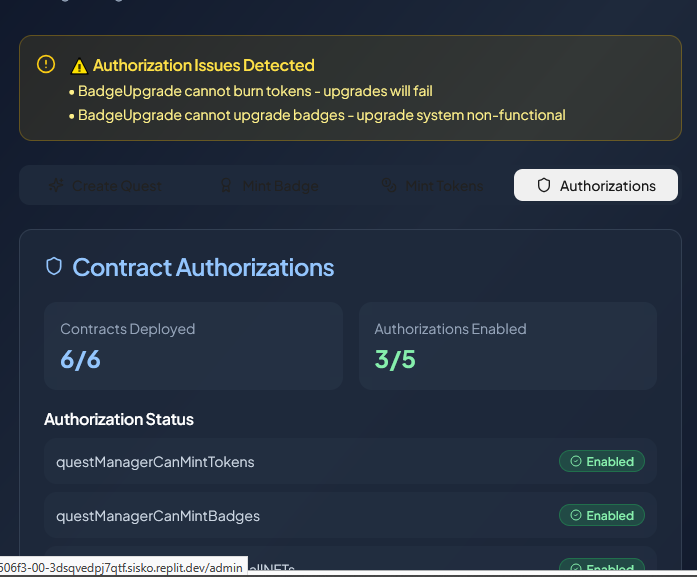 Authorization Issues Detected
• BadgeUpgrade cannot burn tokens - upgrades will fail
• BadgeUpgrade cannot upgrade badges - upgrade system non-functional
Create Quest Mint Badge Mint Tokens Authorizations
Contract Authorizations
Contracts Deployed Authorizations Enabled
6/6 3/5
Authorization Status
questManagerCanMintTokens Enabled
questManagerCanMintBadges Enabled
Enabled
606f3-00-3dsqvedpj7qtf.sisko.replit.dev/admin